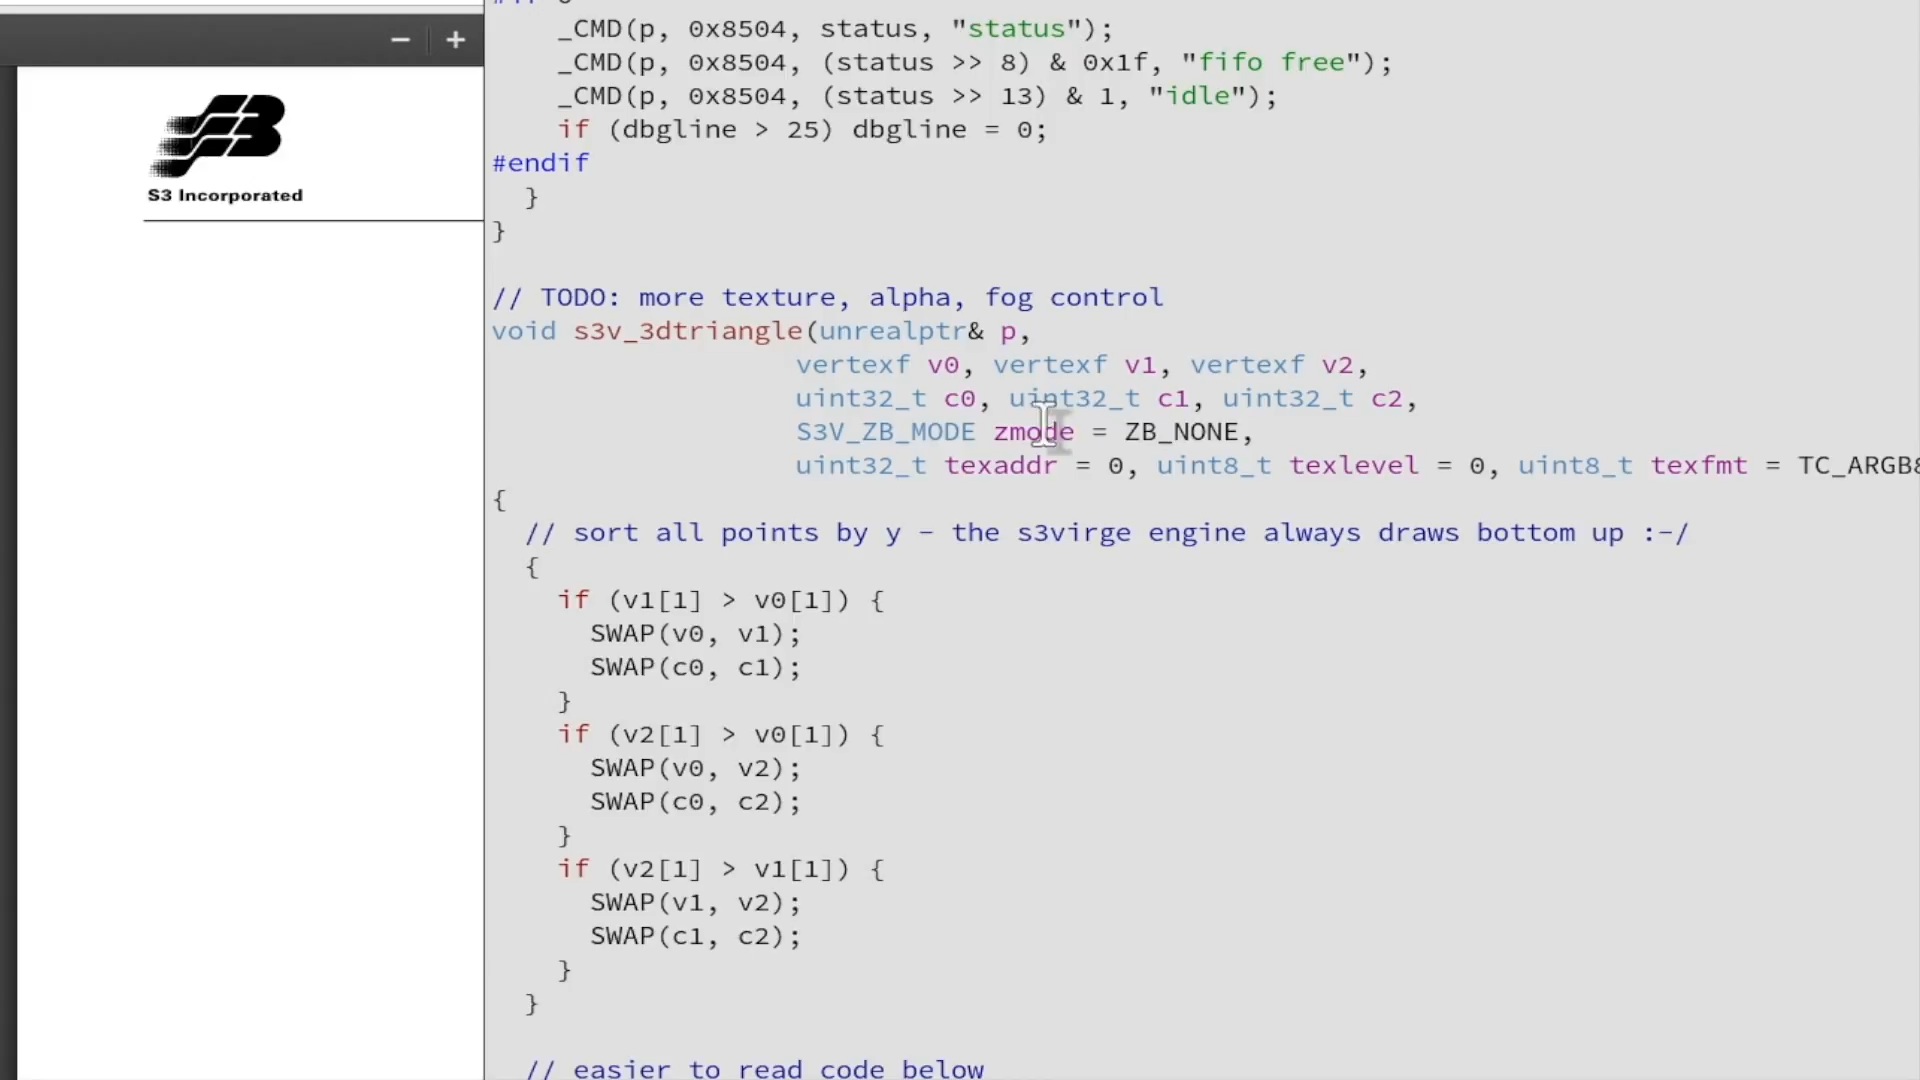 S3 Incorporated
_CMD(p, 0x8504, status, "status");
_CMD(p, 0x8504, (status >> 8) & 0x1f, "fifo free");
_CMD(p, 0x8504, (status >> 13) & 1, "idle");
if (dbgline > 25) dbgline = 0;
#endif
}
}
// TODO: more texture, alpha, fog control
void s3v_3dtriangle(unrealptr& p,
vertexf v0, vertexf v1, vertexf v2,
uint32_t c0, uint32_t c1, uint32_t c2,
S3V_ZB_MODE zmode = ZB_NONE,
uint32_t texaddr = 0, uint8_t texlevel = 0, uint8_t texfmt =
{
// sort all points by y - the s3virge engine always draws bottom up :-/
{
if (v1[1] > v0[1]) {
SWAP(v0, v1);
SWAP(c0, c1);
}
if (v2[1] > v0[1]) {
SWAP(v0, v2);
SWAP(c0, c2);
}
if (v2[1] > v1[1]) {
SWAP(v1, v2);
SWAP(c1, c2);
}
}
// easier to read code below